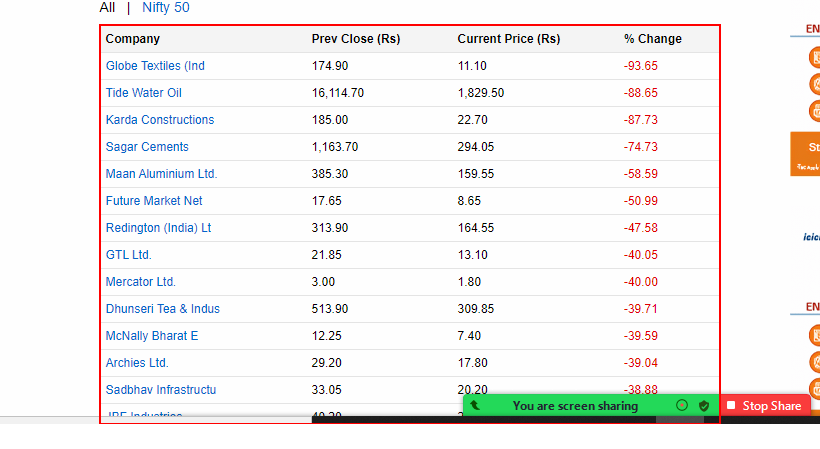 All | Nifty 50
Company Prev Close (Rs) Current Price (Rs) % Change
Globe Textiles (Ind 174.90 11.10 -93.65
Tide Water Oil 16,114.70 1,829.50 -88.65
Karda Constructions 185.00 22.70 -87.73
Sagar Cements 1,163.70 294.05 -74.73
Maan Aluminium Ltd. 385.30 159.55 -58.59
Future Market Net 17.65 8.65 -50.99
Redington (India) Lt 313.90 164.55 -47.58
GTL Ltd. 21.85 13.10 -40.05
Mercator Ltd. 3.00 1.80 -40.00
Dhunseri Tea & Indus 513.90 309.85 -39.71
McNally Bharat E 12.25 7.40 -39.59
Archies Ltd. 29.20 17.80 -39.04
Sadbhav Infrastructu 33.05 20.20 -38.88
You are screen sharing Stop Share
EN
St
icic
EN